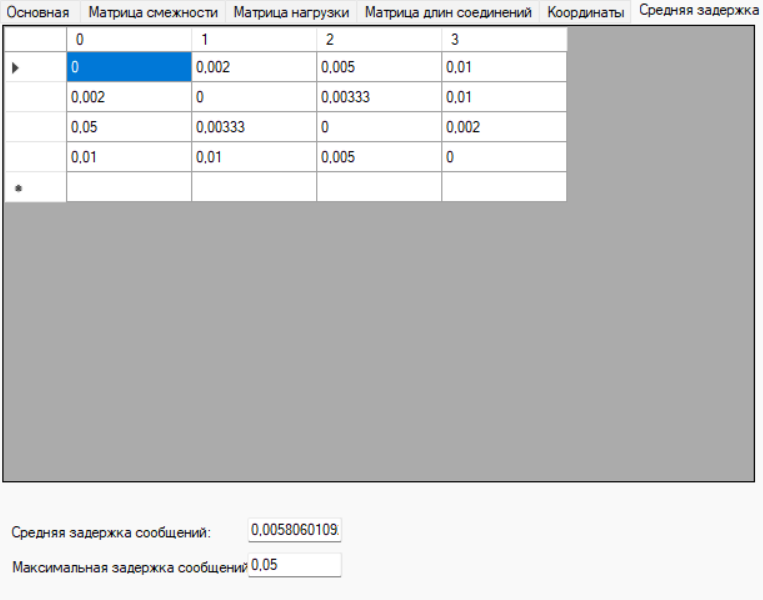 Основная Матрица смежности Матрица нагрузки Матрица длин соединений Координаты Средняя задержка
0 1 2 3
0 0,002 0,005 0,01
0,002 0 0,00333 0,01
0,05 0,00333 0 0,002
0,01 0,01 0,005 0
Средняя задержка сообщений: 0,0058060109
Максимальная задержка сообщений 0,05